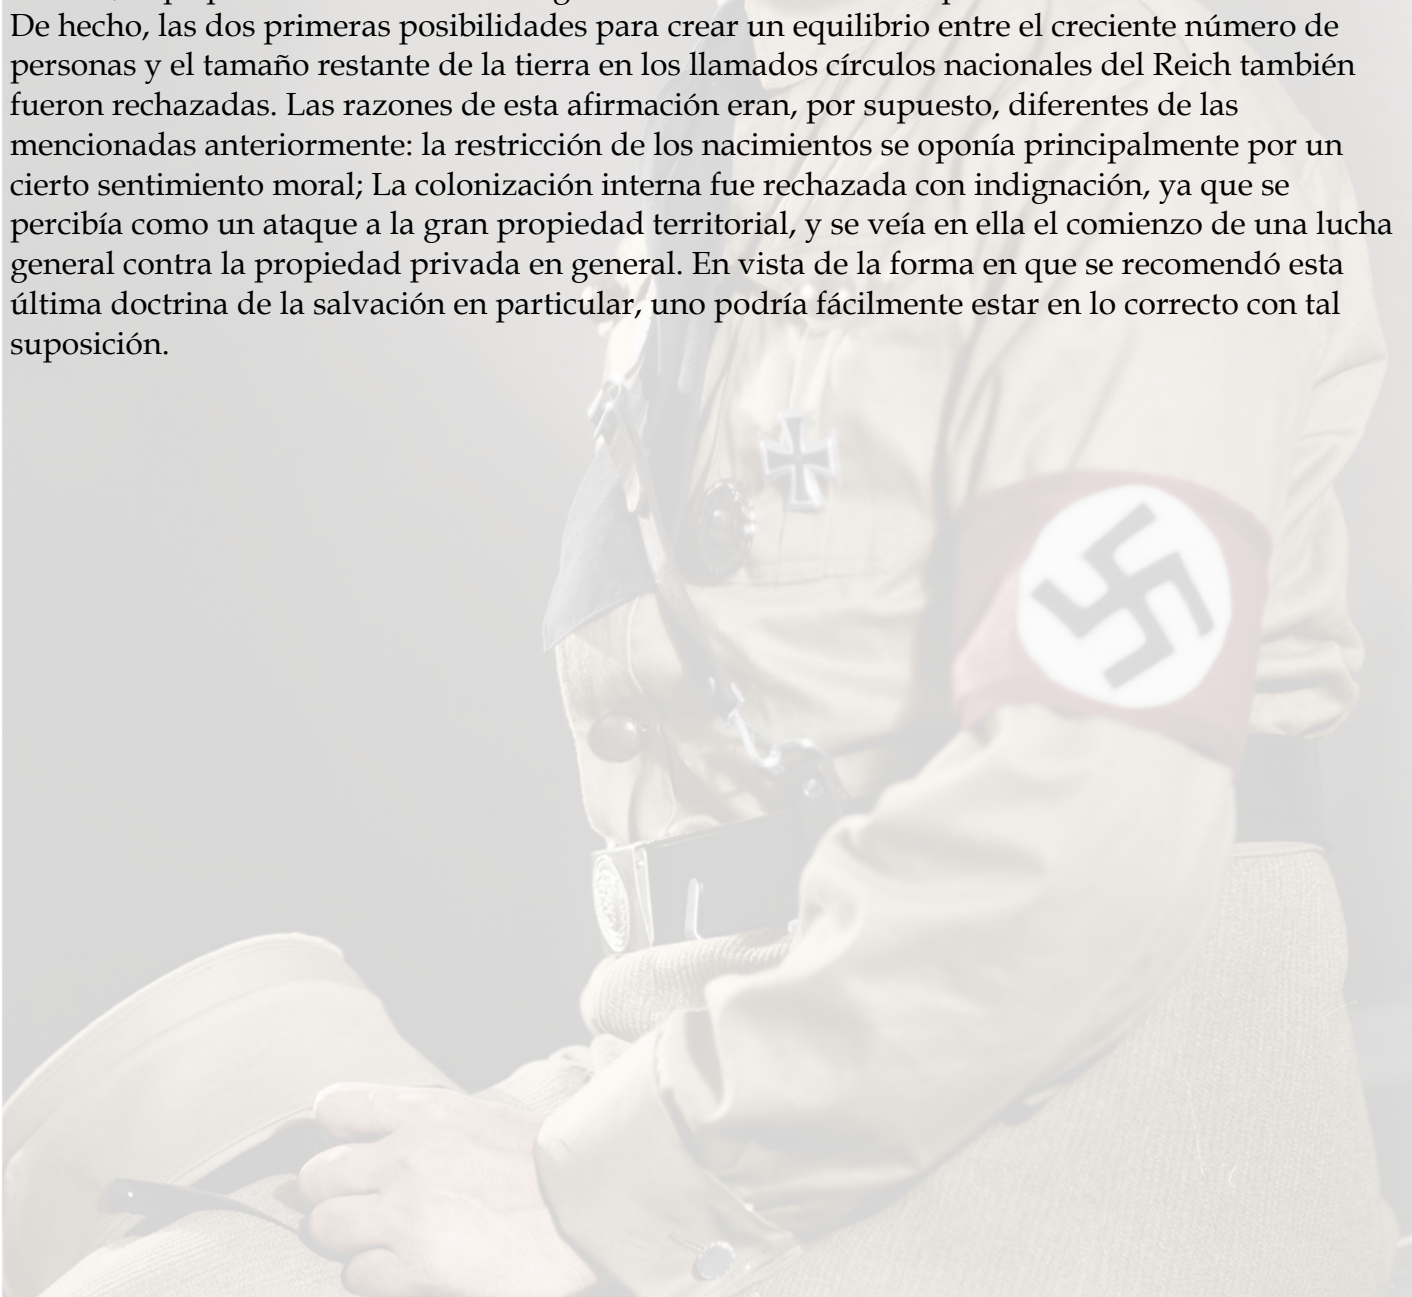 De hecho, las dos primeras posibilidades para crear un equilibrio entre el creciente número de
personas y el tamaño restante de la tierra en los llamados círculos nacionales del Reich también
fueron rechazadas. Las razones de esta afirmación eran, por supuesto, diferentes de las
mencionadas anteriormente: la restricción de los nacimientos se oponía principalmente por un
cierto sentimiento moral; La colonización interna fue rechazada con indignación, ya que se
percibía como un ataque a la gran propiedad territorial, y se veía en ella el comienzo de una lucha
general contra la propiedad privada en general. En vista de la forma en que se recomendó esta
última doctrina de la salvación en particular, uno podría fácilmente estar en lo correcto con tal
suposición.